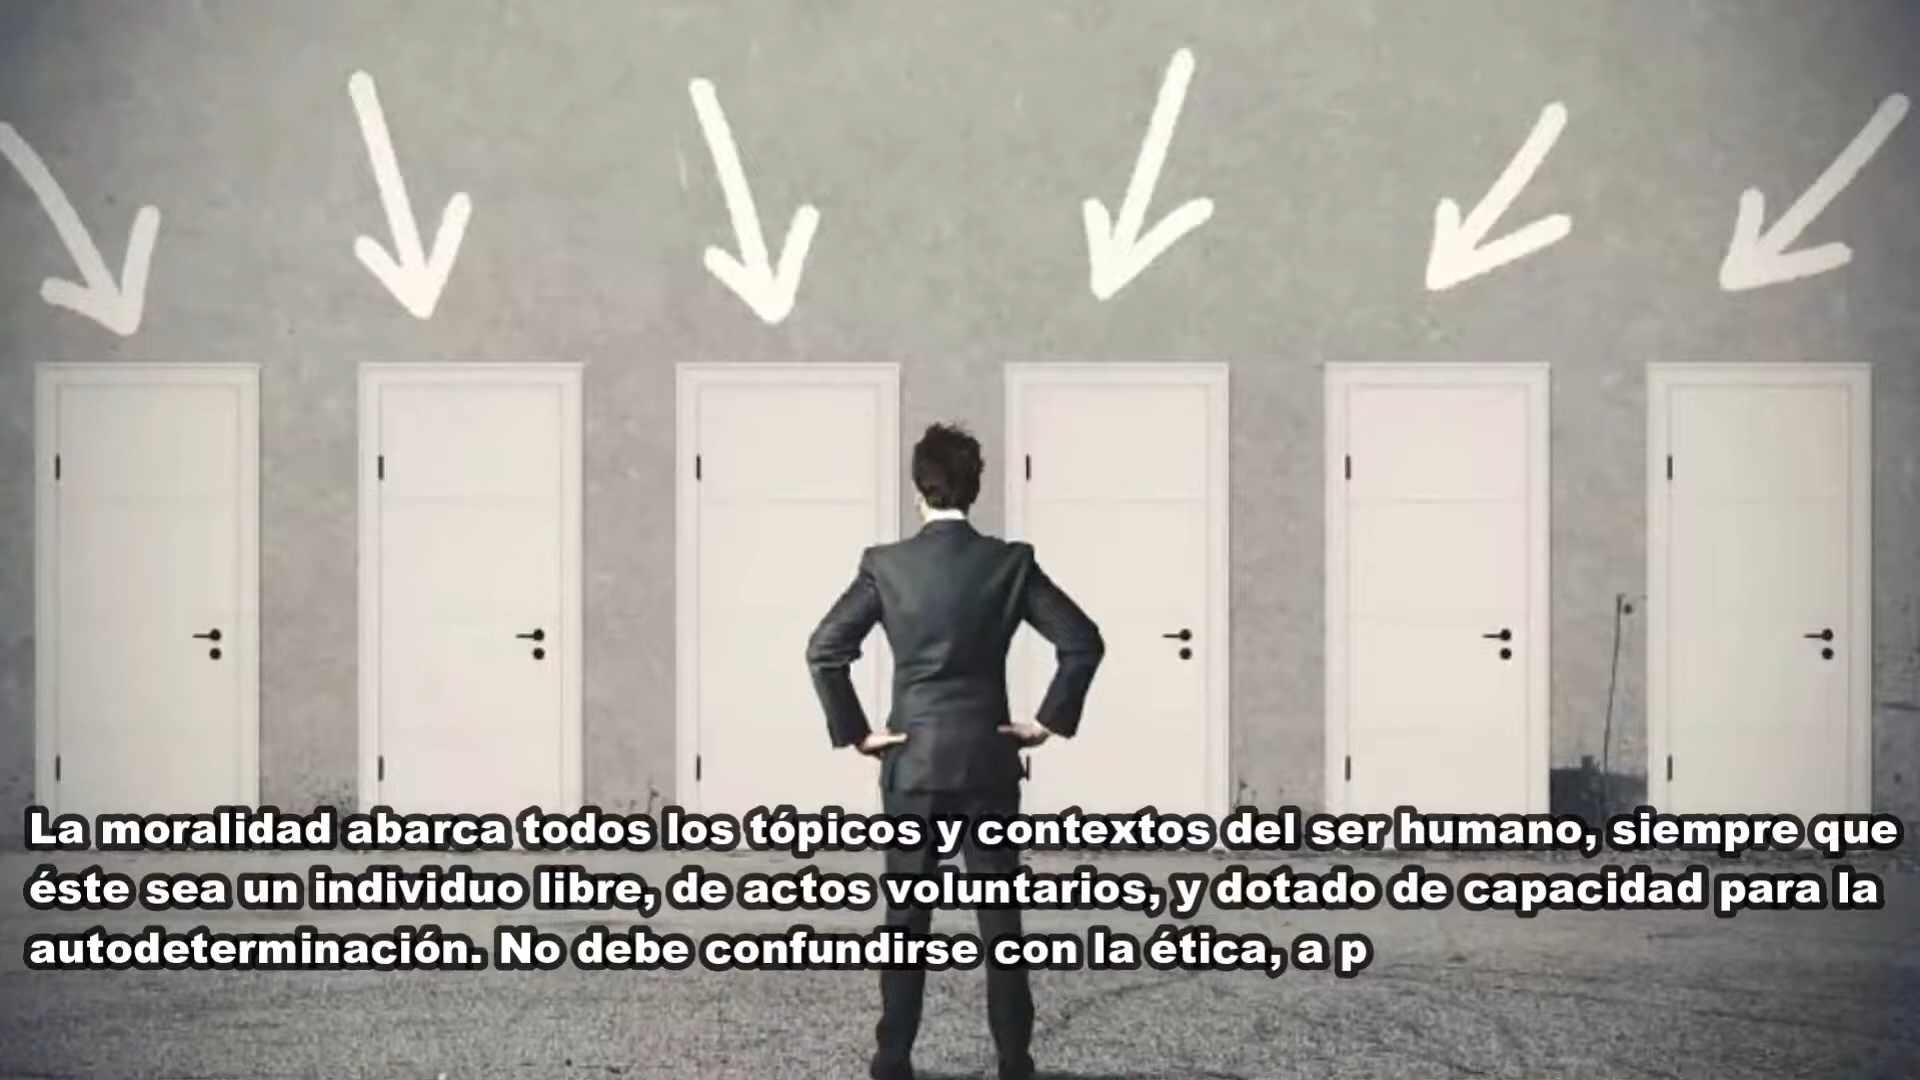 La moralidad abarca todos los tópicos y contextos del ser humano, siempre que
éste sea un individuo libre, de actos voluntarios, y dotado de capacidad para la
autodeterminación. No debe confundirse con la ética, a p